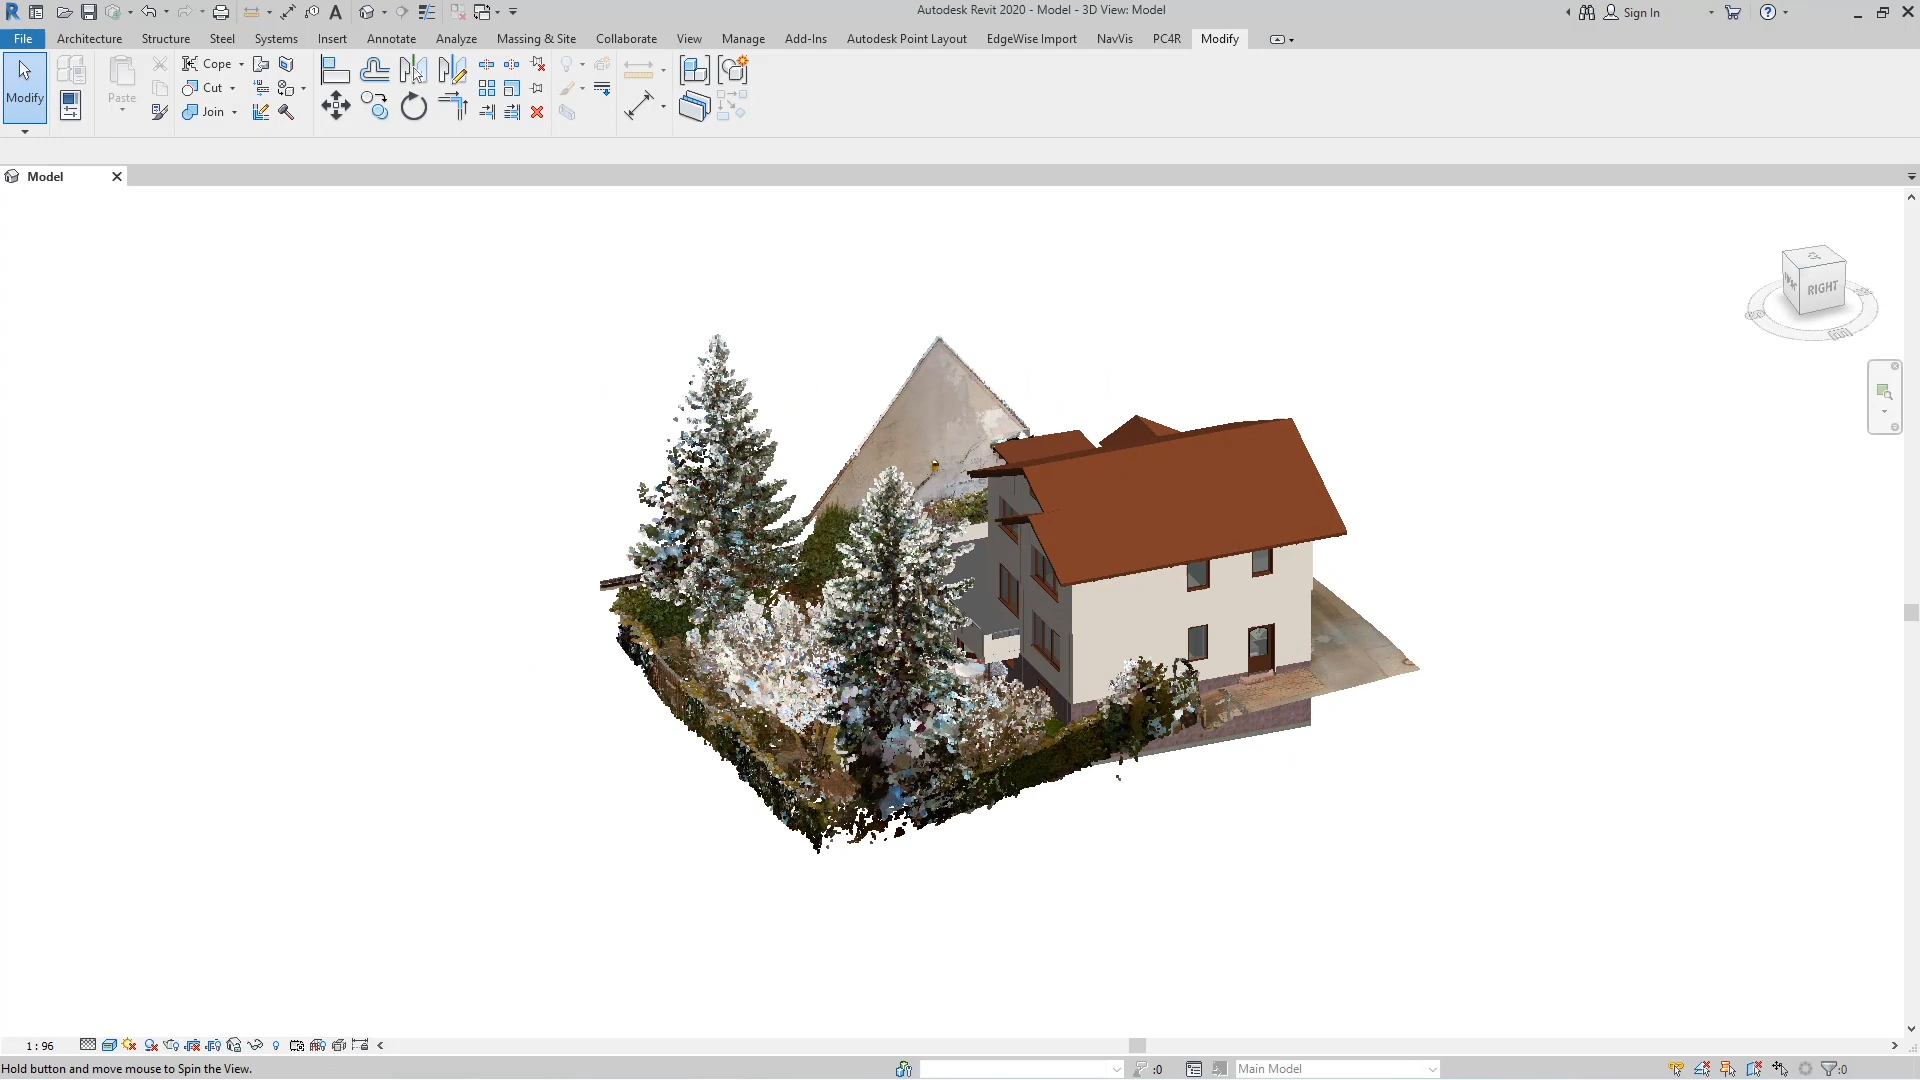 Autodesk Revit 2020 - Model - 3D View: Model
Sign In
File Architecture Structure Steel Systems Insert Annotate Analyze Massing & Site Collaborate View Manage Add-Ins Autodesk Point Layout EdgeWise Import NavVis PC4R Modify
Modify
Paste
Cope
Cut
Join
Model
RIGHT
1 : 96
Hold button and move mouse to Spin the View.
:0
Main Model
:0